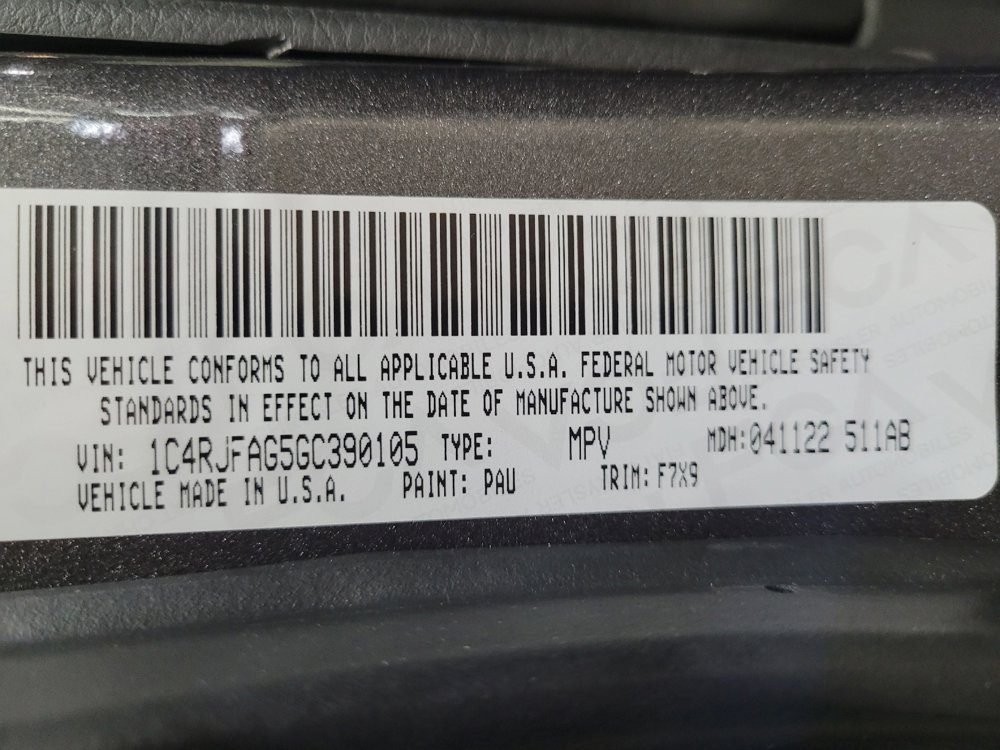 THIS VEHICLE CONFORMS TO ALL APPLICABLE U.S.A. FEDERAL MOTOR VEHICLE SAFETY
STANDARDS IN EFFECT ON THE DATE OF MANUFACTURE SHOWN ABOVE.
VIN: 1C4RJFAG5GC390105 TYPE: MPV MDH:041122 511AB
VEHICLE MADE IN U.S.A. PAINT: PAU TRIM: F7X9